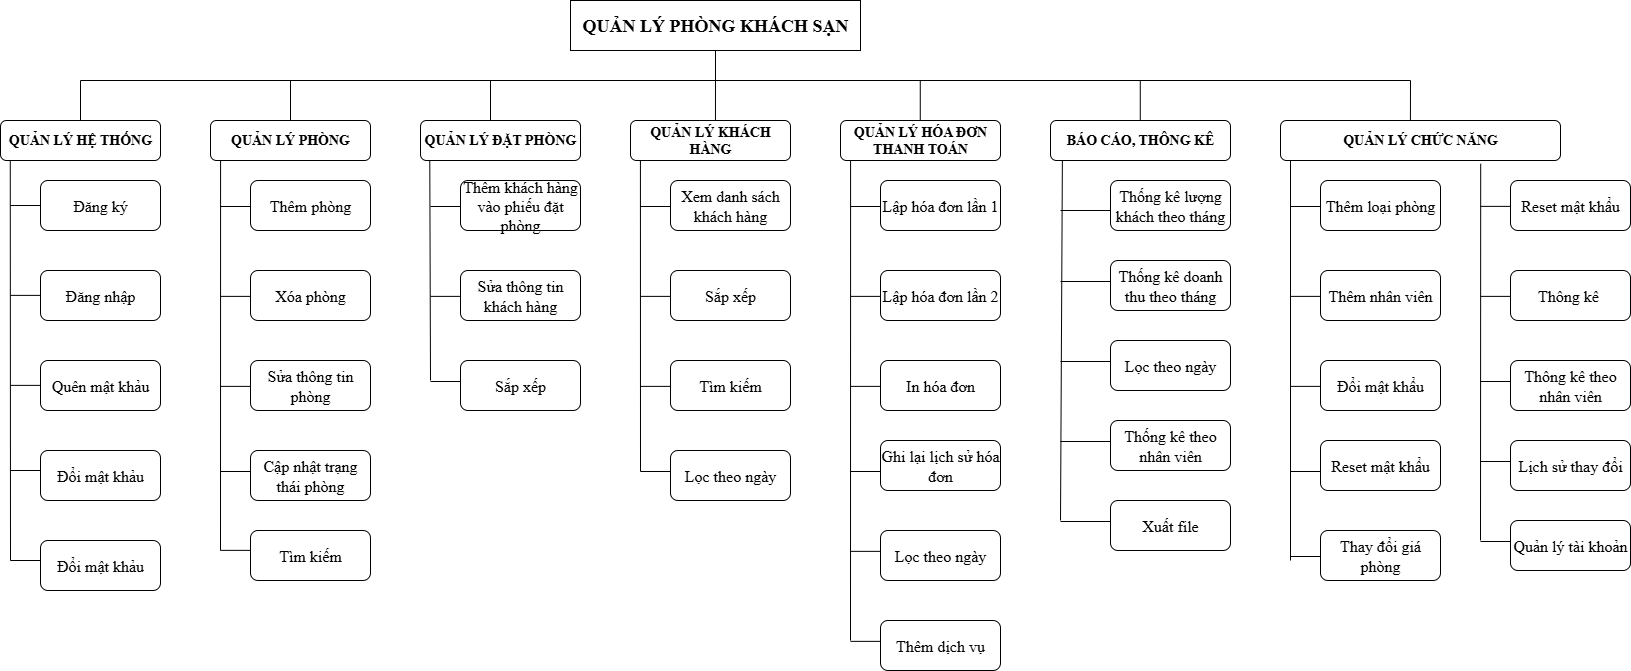 QUẢN LÝ PHÒNG KHÁCH SẠN
QUẢN LÝ HỆ THỐNG
Đăng ký
Đăng nhập
Quên mật khẩu
Đổi mật khẩu
Đổi mật khẩu
QUẢN LÝ PHÒNG
Thêm phòng
Xóa phòng
Sửa thông tin
phòng
Cập nhật trạng
thái phòng
Tìm kiếm
QUẢN LÝ ĐẶT PHÒNG
Thêm khách hàng
vào phiếu đặt
phòng
Sửa thông tin
khách hàng
Sắp xếp
QUẢN LÝ KHÁCH
HÀNG
Xem danh sách
khách hàng
Sắp xếp
Tìm kiếm
Lọc theo ngày
QUẢN LÝ HÓA ĐƠN
THANH TOÁN
Lập hóa đơn lần 1
Lập hóa đơn lần 2
In hóa đơn
Ghi lại lịch sử hóa
đơn
Lọc theo ngày
Thêm dịch vụ
BÁO CÁO, THÔNG KÊ
Thống kê lượng
khách theo tháng
Thống kê doanh
thu theo tháng
Lọc theo ngày
Thống kê theo
nhân viên
Xuất file
QUẢN LÝ CHỨC NĂNG
Thêm loại phòng
Thêm nhân viên
Đổi mật khẩu
Reset mật khẩu
Thay đổi giá
phòng
Reset mật khẩu
Thông kê
Thông kê theo
nhân viên
Lịch sử thay đổi
Quản lý tài khoản